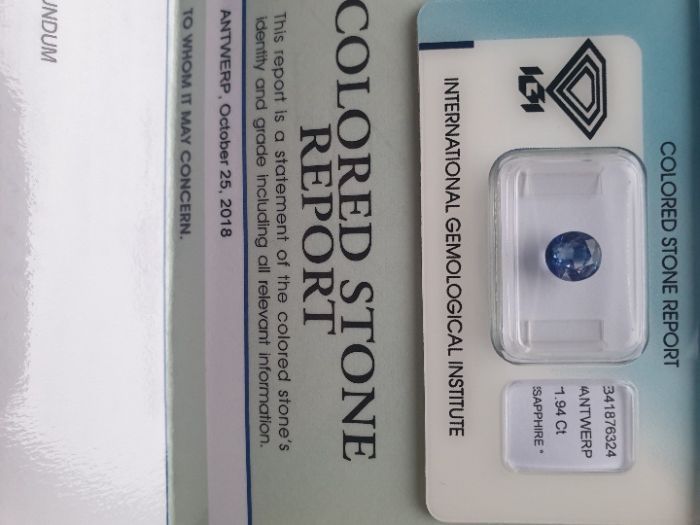 COLORED STONE REPORT
IGI
INTERNATIONAL GEMOLOGICAL INSTITUTE
341876324
ANTWERP
1.94 Ct
SAPPHIRE *
COLORED STONE
REPORT
This report is a statement of the colored stone's
identity and grade including all relevant information.
ANTWERP, October 25, 2018
TO WHOM IT MAY CONCERN.
UNDUM